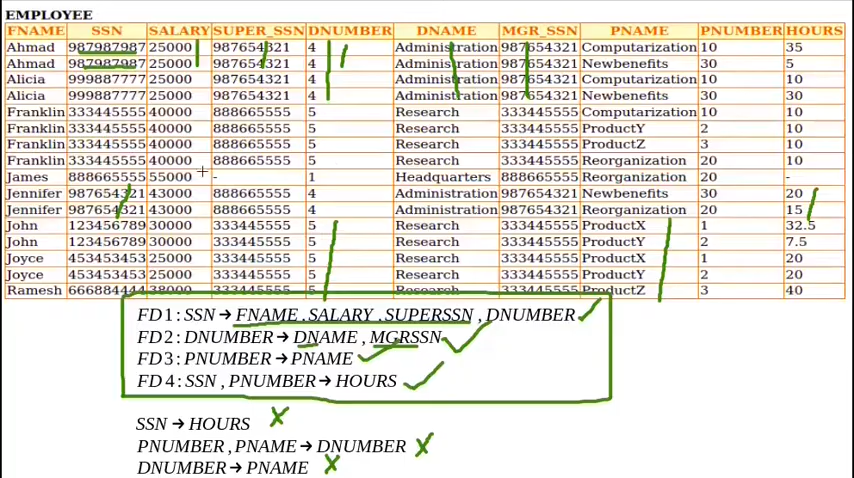 EMPLOYEE
FNAME SSN SALARY SUPER_SSN DNUMBER DNAME MGR_SSN PNAME PNUMBER HOURS
Ahmad 987987987 25000 987654321 4 Administration 987654321 Computarization 10 35
Ahmad 987987987 25000 987654321 4 Administration 987654321 Newbenefits 30 5
Alicia 999887777 25000 987654321 4 Administration 987654321 Computarization 10 10
Alicia 999887777 25000 987654321 4 Administration 987654321 Newbenefits 30 30
Franklin 333445555 40000 888665555 5 Research 333445555 Computarization 10 10
Franklin 333445555 40000 888665555 5 Research 333445555 ProductY 2 10
Franklin 333445555 40000 888665555 5 Research 333445555 ProductZ 3 10
Franklin 333445555 40000 888665555 5 Research 333445555 Reorganization 20 10
James 888665555 55000 - 1 Headquarters 888665555 Reorganization 20 -
Jennifer 987654321 43000 888665555 4 Administration 987654321 Newbenefits 30 20
Jennifer 987654321 43000 888665555 4 Administration 987654321 Reorganization 20 15
John 123456789 30000 333445555 5 Research 333445555 ProductX 1 32.5
John 123456789 30000 333445555 5 Research 333445555 ProductY 2 7.5
Joyce 453453453 25000 333445555 5 Research 333445555 ProductX 1 20
Joyce 453453453 25000 333445555 5 Research 333445555 ProductY 2 20
Ramesh 666884444 38000 333445555 5 Research 333445555 ProductZ 3 40
FD1: SSN → FNAME, SALARY, SUPERSSN, DNUMBER
FD2: DNUMBER → DNAME, MGRSSN
FD3: PNUMBER → PNAME
FD4: SSN, PNUMBER → HOURS
SSN → HOURS
PNUMBER, PNAME → DNUMBER
DNUMBER → PNAME